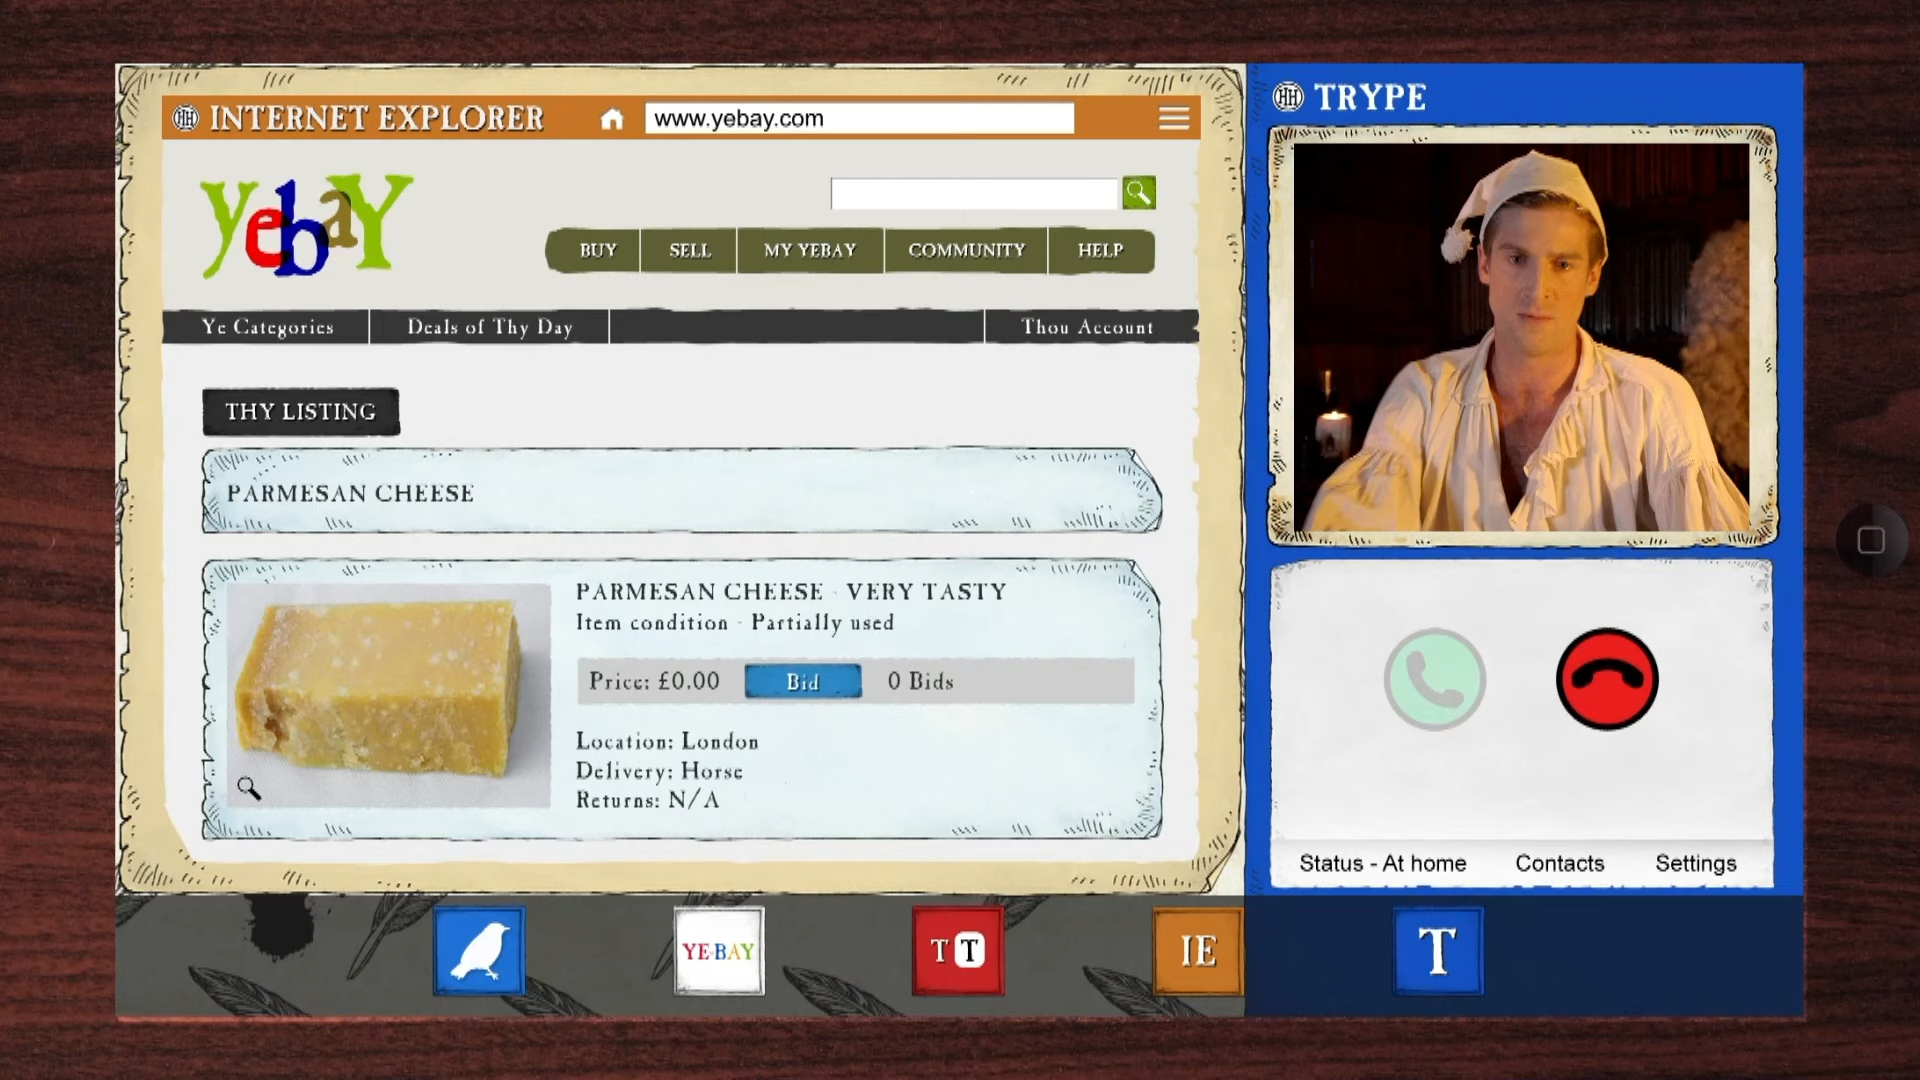 HH INTERNET EXPLORER
www.yebay.com
yebay
BUY SELL MY YEBAY COMMUNITY HELP
Ye Categories Deals of Thy Day Thou Account
THY LISTING
PARMESAN CHEESE
PARMESAN CHEESE - VERY TASTY
Item condition - Partially used
Price: £0.00 Bid 0 Bids
Location: London
Delivery: Horse
Returns: N/A
HH TRYPE
Status - At home Contacts Settings
YE-BAY T T IE T